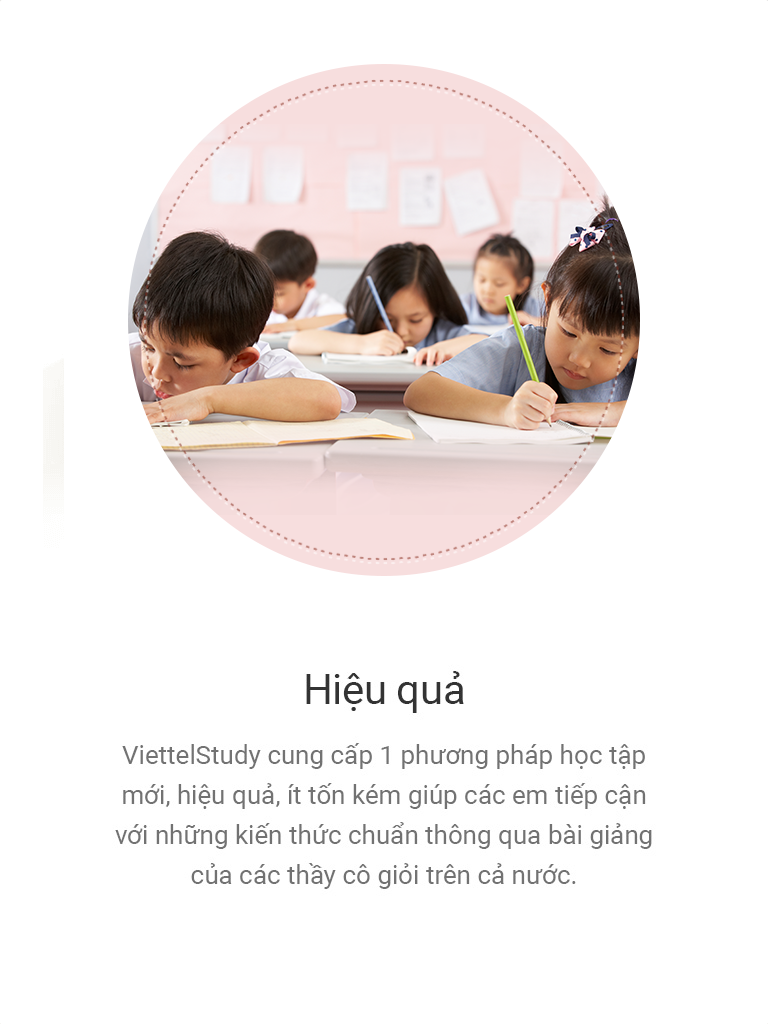 Hiệu quả
ViettelStudy cung cấp 1 phương pháp học tập
mới, hiệu quả, ít tốn kém giúp các em tiếp cận
với những kiến thức chuẩn thông qua bài giảng
của các thầy cô giỏi trên cả nước.